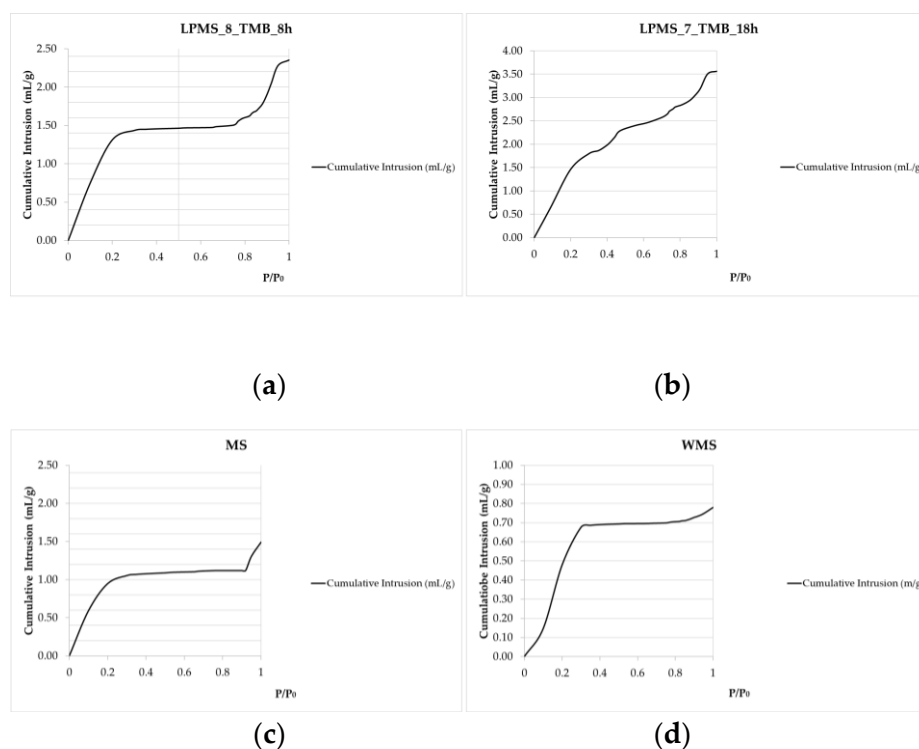 LPMS_8_TMB_8h
Cumulative Intrusion (mL/g)
2.50
2.00
1.50
1.00
0.50
0.00
0 0.2 0.4 0.6 0.8 1
P/P0
Cumulative Intrusion (mL/g)
(a)
LPMS_7_TMB_18h
Cumulative Intrusion (mL/g)
4.00
3.50
3.00
2.50
2.00
1.50
1.00
0.50
0.00
0 0.2 0.4 0.6 0.8 1
P/P0
Cumulative Intrusion (mL/g)
(b)
MS
Cumulative Intrusion (mL/g)
2.50
2.00
1.50
1.00
0.50
0.00
0 0.2 0.4 0.6 0.8 1
P/P0
Cumulative Intrusion (mL/g)
(c)
WMS
Cumulatiobe Intrusion (mL/g)
1.00
0.90
0.80
0.70
0.60
0.50
0.40
0.30
0.20
0.10
0.00
0 0.2 0.4 0.6 0.8 1
P/P0
Cumulative Intrusion (m/g
(d)